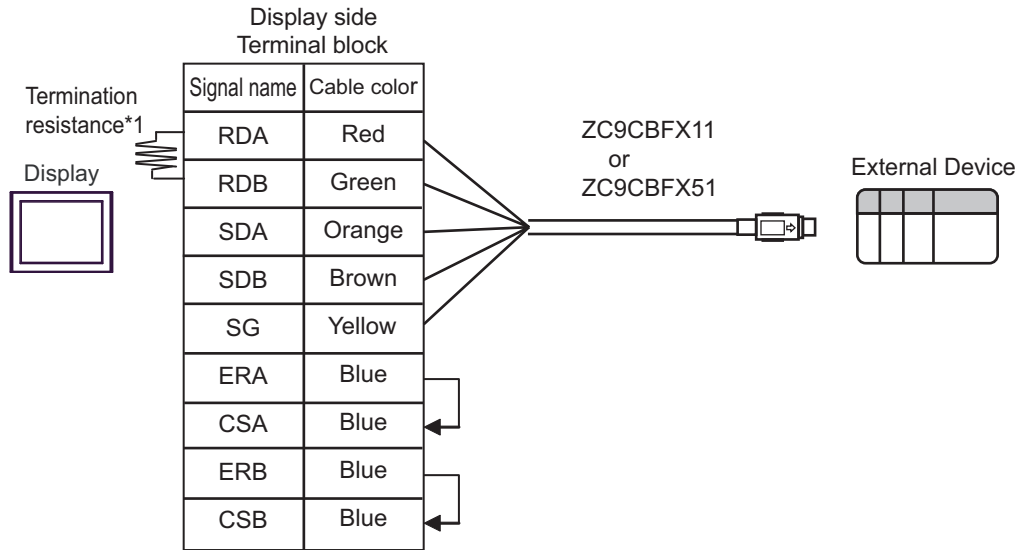 Display side
Terminal block
Signal name Cable color
Termination
resistance*1
RDA Red
Display
RDB Green
SDA Orange
SDB Brown
SG Yellow
ERA Blue
CSA Blue
ERB Blue
CSB Blue
ZC9CBFX11
or
ZC9CBFX51
External Device